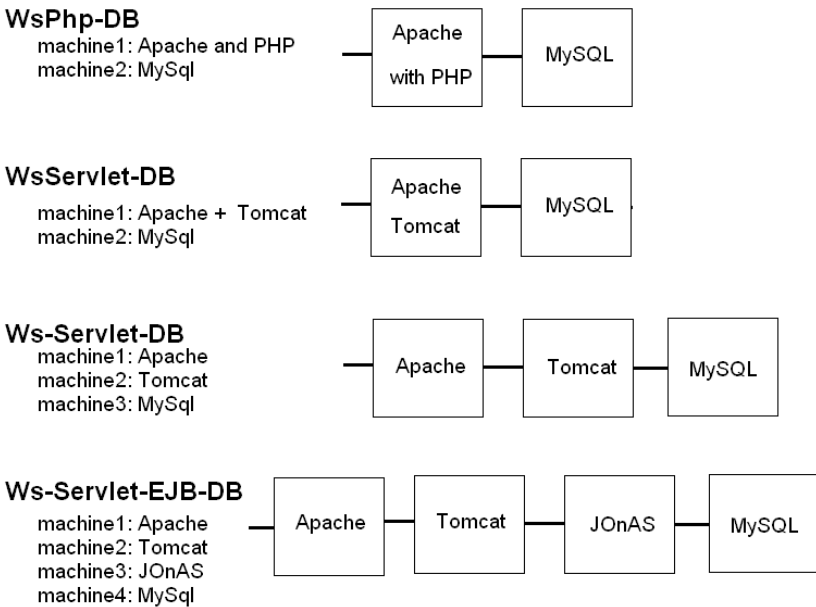 WsPhp-DB
machine1: Apache and PHP
machine2: MySql
Apache
with PHP
MySQL
WsServlet-DB
machine1: Apache + Tomcat
machine2: MySql
Apache
Tomcat
MySQL
Ws-Servlet-DB
machine1: Apache
machine2: Tomcat
machine3: MySql
Apache
Tomcat
MySQL
Ws-Servlet-EJB-DB
machine1: Apache
machine2: Tomcat
machine3: JOnAS
machine4: MySql
Apache
Tomcat
JOnAS
MySQL